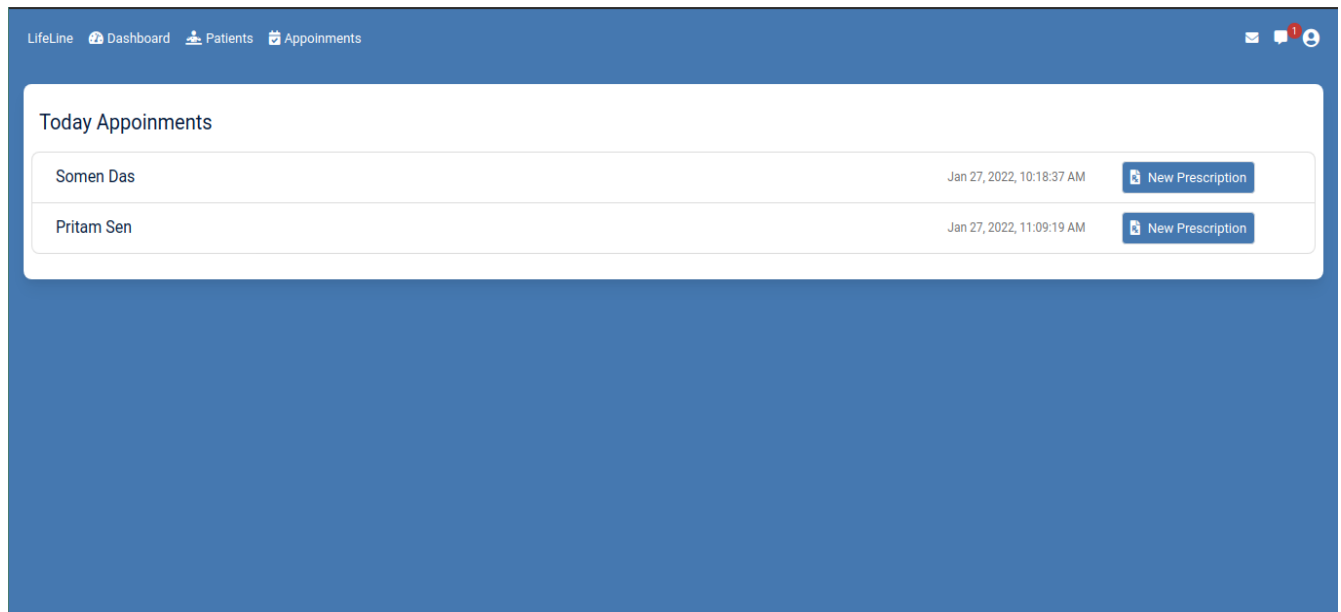 LifeLine Dashboard Patients Appoinments 1
Today Appoinments
Somen Das Jan 27, 2022, 10:18:37 AM New Prescription
Pritam Sen Jan 27, 2022, 11:09:19 AM New Prescription